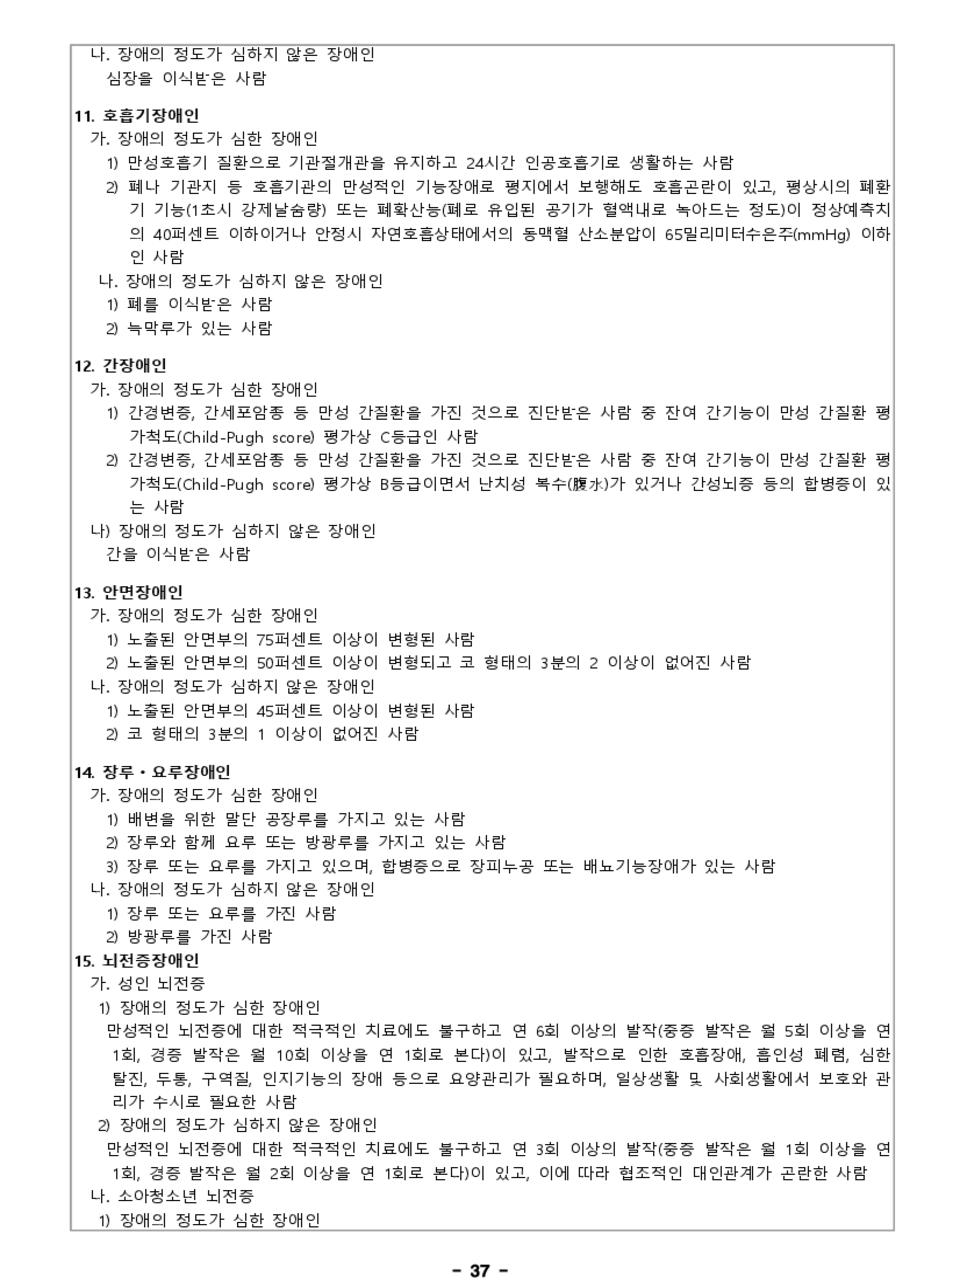 나. 장애의 정도가 심하지 않은 장애인
심장을 이식받은 사람
11. 호흡기장애인
가. 장애의 정도가 심한 장애인
1) 만성호흡기 질환으로 기관절개관을 유지하고 24시간 인공호흡기로 생활하는 사람
2) 폐나 기관지 등 호흡기관의 만성적인 기능장애로 평지에서 보행해도 호흡곤란이 있고, 평상시의 폐환
기 기능(1초시 강제날숨량) 또는 폐확산능(폐로 유입된 공기가 혈액내로 녹아드는 정도)이 정상예측치
의 40퍼센트 이하이거나 안정시 자연호흡상태에서의 동맥혈 산소분압이 65밀리미터수은주(mmHg) 이하
인 사람
나. 장애의 정도가 심하지 않은 장애인
1) 폐를 이식받은 사람
2) 늑막루가 있는 사람
12. 간장애인
가. 장애의 정도가 심한 장애인
1) 간경변증, 간세포암종 등 만성 간질환을 가진 것으로 진단받은 사람 중 잔여 간기능이 만성 간질환 평
가척도(Child-Pugh score) 평가상 C등급인 사람
2) 간경변증, 간세포암종 등 만성 간질환을 가진 것으로 진단받은 사람 중 잔여 간기능이 만성 간질환 평
가척도(Child-Pugh score) 평가상 B등급이면서 난치성 복수(腹水)가 있거나 간성뇌증 등의 합병증이 있
는 사람
나) 장애의 정도가 심하지 않은 장애인
간을 이식받은 사람
13. 안면장애인
가. 장애의 정도가 심한 장애인
1) 노출된 안면부의 75퍼센트 이상이 변형된 사람
2) 노출된 안면부의 50퍼센트 이상이 변형되고 코 형태의 3분의 2 이상이 없어진 사람
나. 장애의 정도가 심하지 않은 장애인
1) 노출된 안면부의 45퍼센트 이상이 변형된 사람
2) 코 형태의 3분의 1 이상이 없어진 사람
14. 장루・요루장애인
가. 장애의 정도가 심한 장애인
1) 배변을 위한 말단 공장루를 가지고 있는 사람
2) 장루와 함께 요루 또는 방광루를 가지고 있는 사람
3) 장루 또는 요루를 가지고 있으며, 합병증으로 장피누공 또는 배뇨기능장애가 있는 사람
나. 장애의 정도가 심하지 않은 장애인
1) 장루 또는 요루를 가진 사람
2) 방광루를 가진 사람
15. 뇌전증장애인
가. 성인 뇌전증
1) 장애의 정도가 심한 장애인
만성적인 뇌전증에 대한 적극적인 치료에도 불구하고 연 6회 이상의 발작(중증 발작은 월 5회 이상을 연
1회, 경증 발작은 월 10회 이상을 연 1회로 본다)이 있고, 발작으로 인한 호흡장애, 흡인성 폐렴, 심한
탈진, 두통, 구역질, 인지기능의 장애 등으로 요양관리가 필요하며, 일상생활 및 사회생활에서 보호와 관
리가 수시로 필요한 사람
2) 장애의 정도가 심하지 않은 장애인
만성적인 뇌전증에 대한 적극적인 치료에도 불구하고 연 3회 이상의 발작(중증 발작은 월 1회 이상을 연
1회, 경증 발작은 월 2회 이상을 연 1회로 본다)이 있고, 이에 따라 협조적인 대인관계가 곤란한 사람
나. 소아청소년 뇌전증
1) 장애의 정도가 심한 장애인
- 37 -